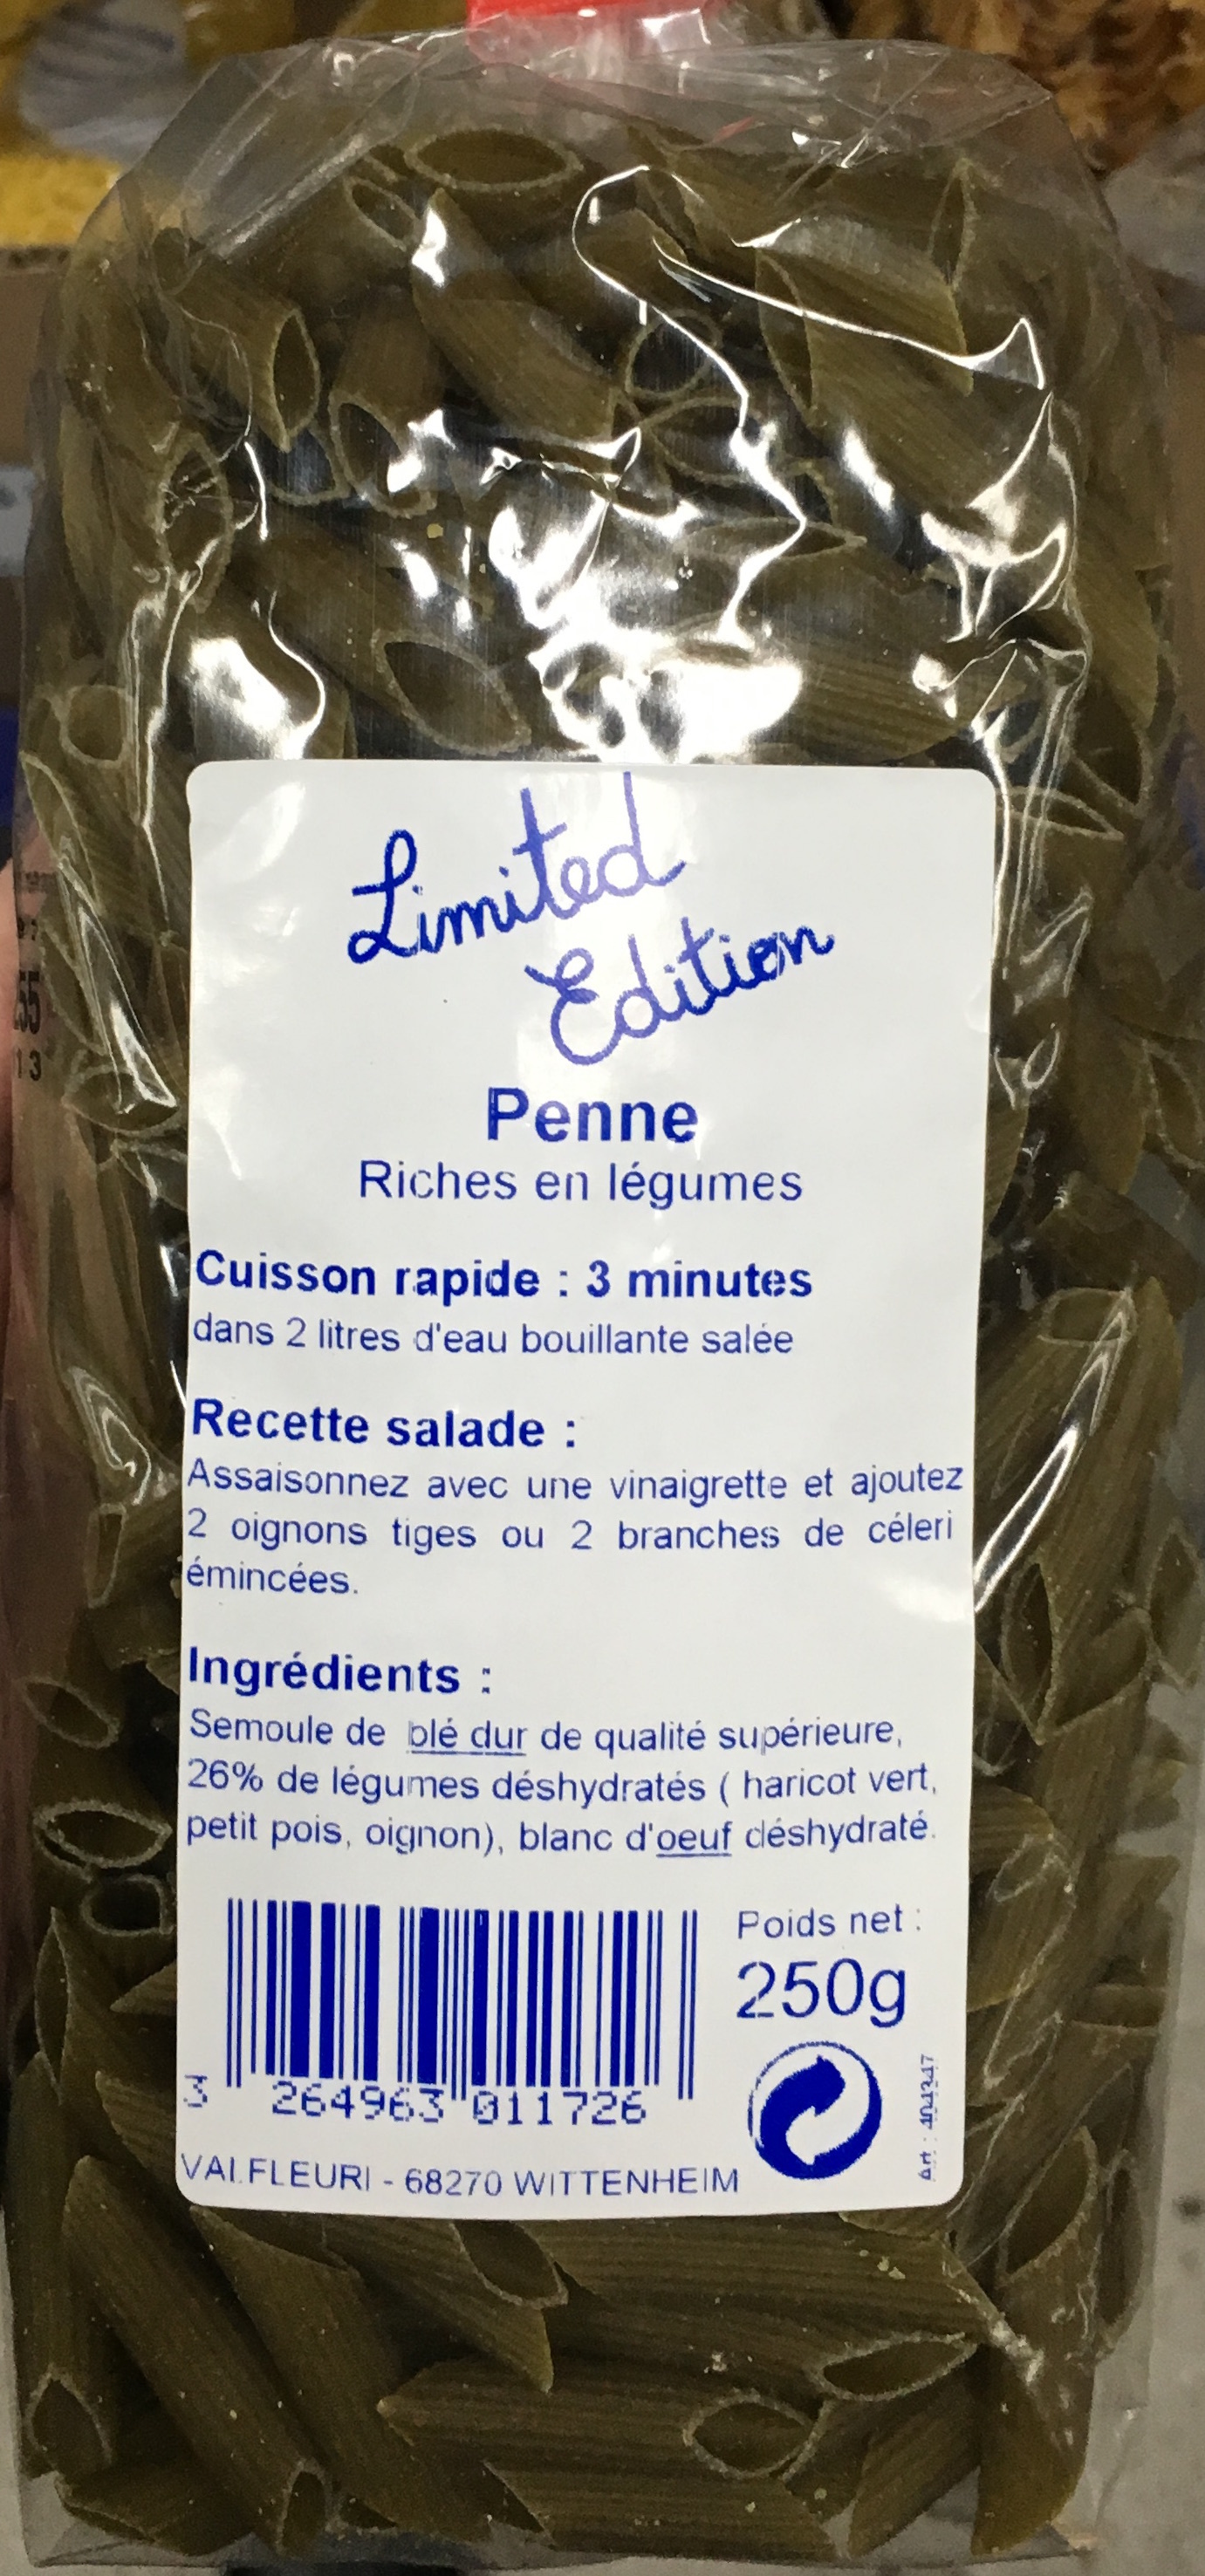 Limited
Edition
Penne
Riches en légumes
Cuisson rapide : 3 minutes
dans 2 litres d'eau bouillante salée
Recette salade :
Assaisonnez avec une vinaigrette et ajoutez
2 oignons tiges ou 2 branches de céleri
émincées.
Ingrédients :
Semoule de blé dur de qualité supérieure,
26% de légumes déshydratés ( haricot vert,
petit pois, oignon), blanc d'oeuf déshydraté.
Poids net :
250g
3 264963 011726
Art : 404347
VALFLEURI - 68270 WITTENHEIM